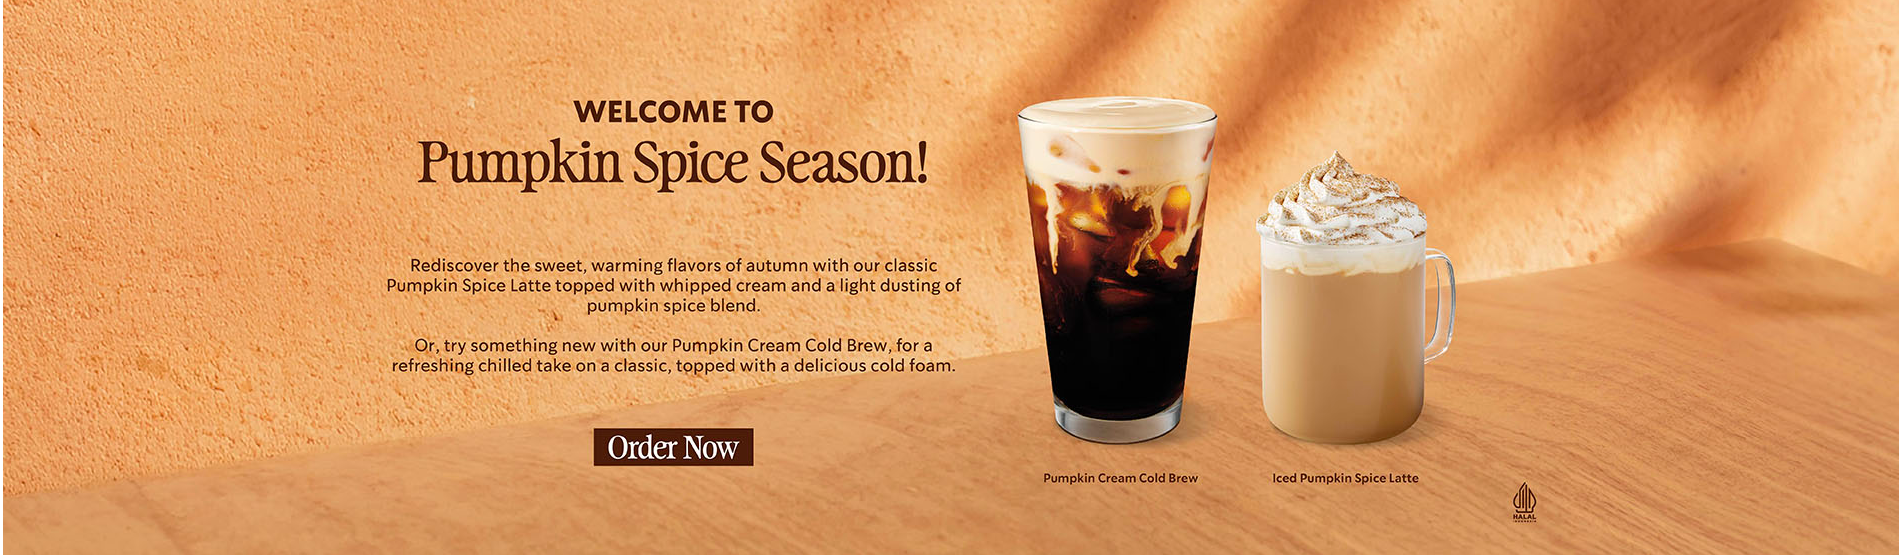 WELCOME TO
Pumpkin Spice Season!
Rediscover the sweet, warming flavors of autumn with our classic
Pumpkin Spice Latte topped with whipped cream and a light dusting of
pumpkin spice blend.
Or, try something new with our Pumpkin Cream Cold Brew, for a
refreshing chilled take on a classic, topped with a delicious cold foam.
Order Now
Pumpkin Cream Cold Brew
Iced Pumpkin Spice Latte
HALAL
INDONESIA